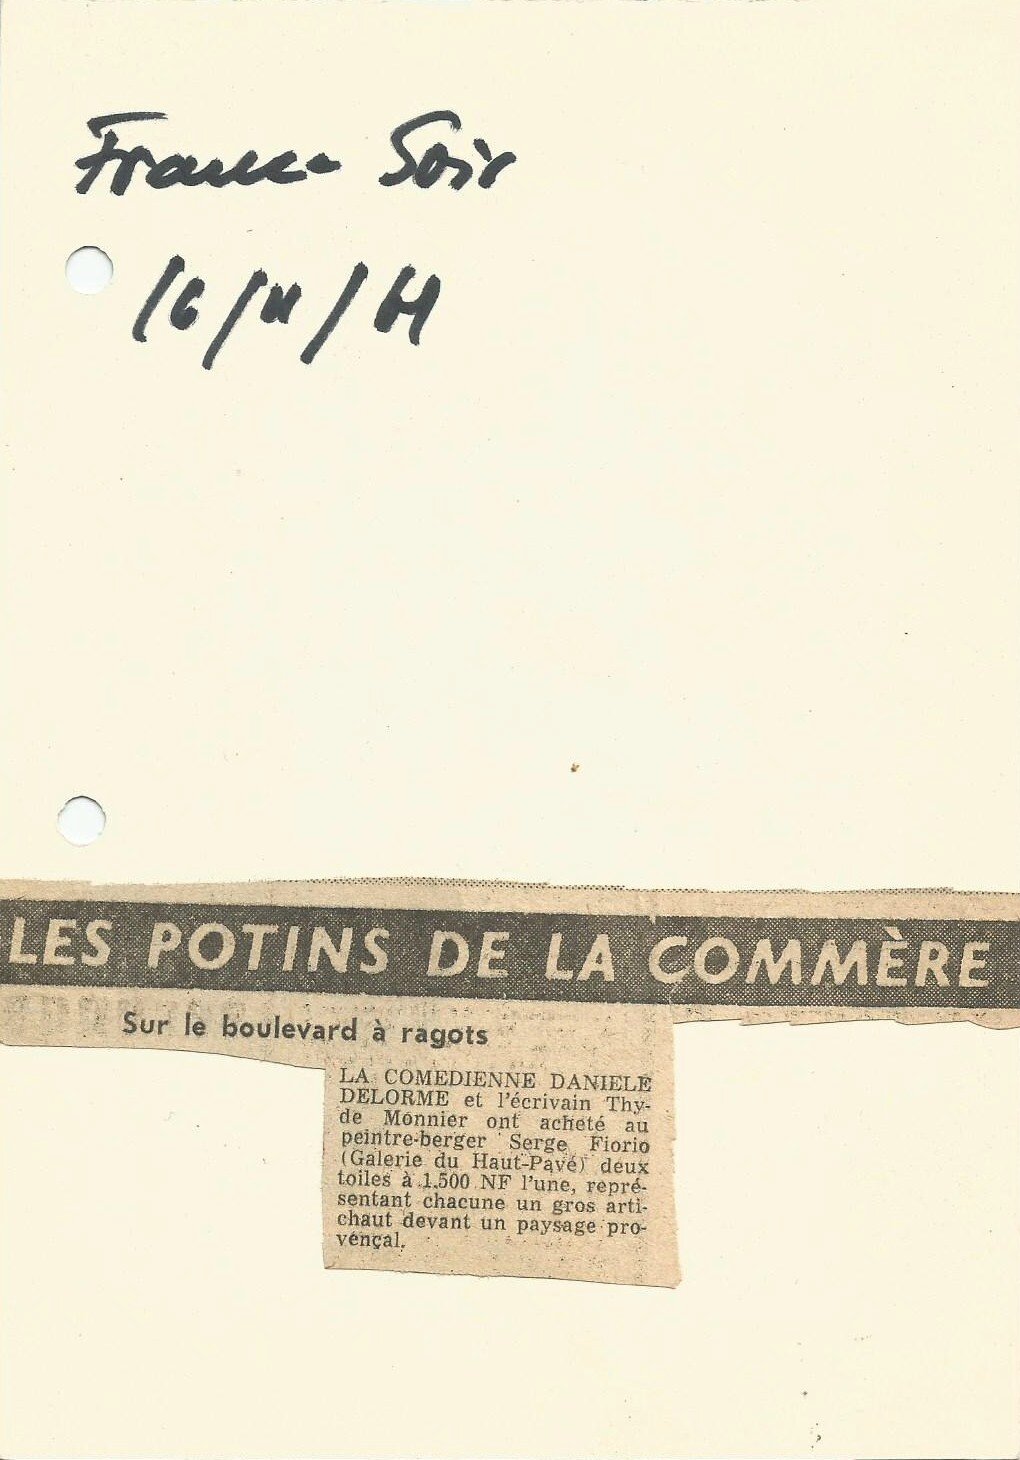 France Soir
16/11/61
LES POTINS DE LA COMMÈRE
Sur le boulevard à ragots
LA COMEDIENNE DANIELE
DELORME et l'écrivain Thy-
de Monnier ont acheté au
peintre-berger Serge Fiorio
(Galerie du Haut-Pavé) deux
toiles à 1.500 NF l'une, repré-
sentant chacune un gros arti-
chaut devant un paysage pro-
vençal.